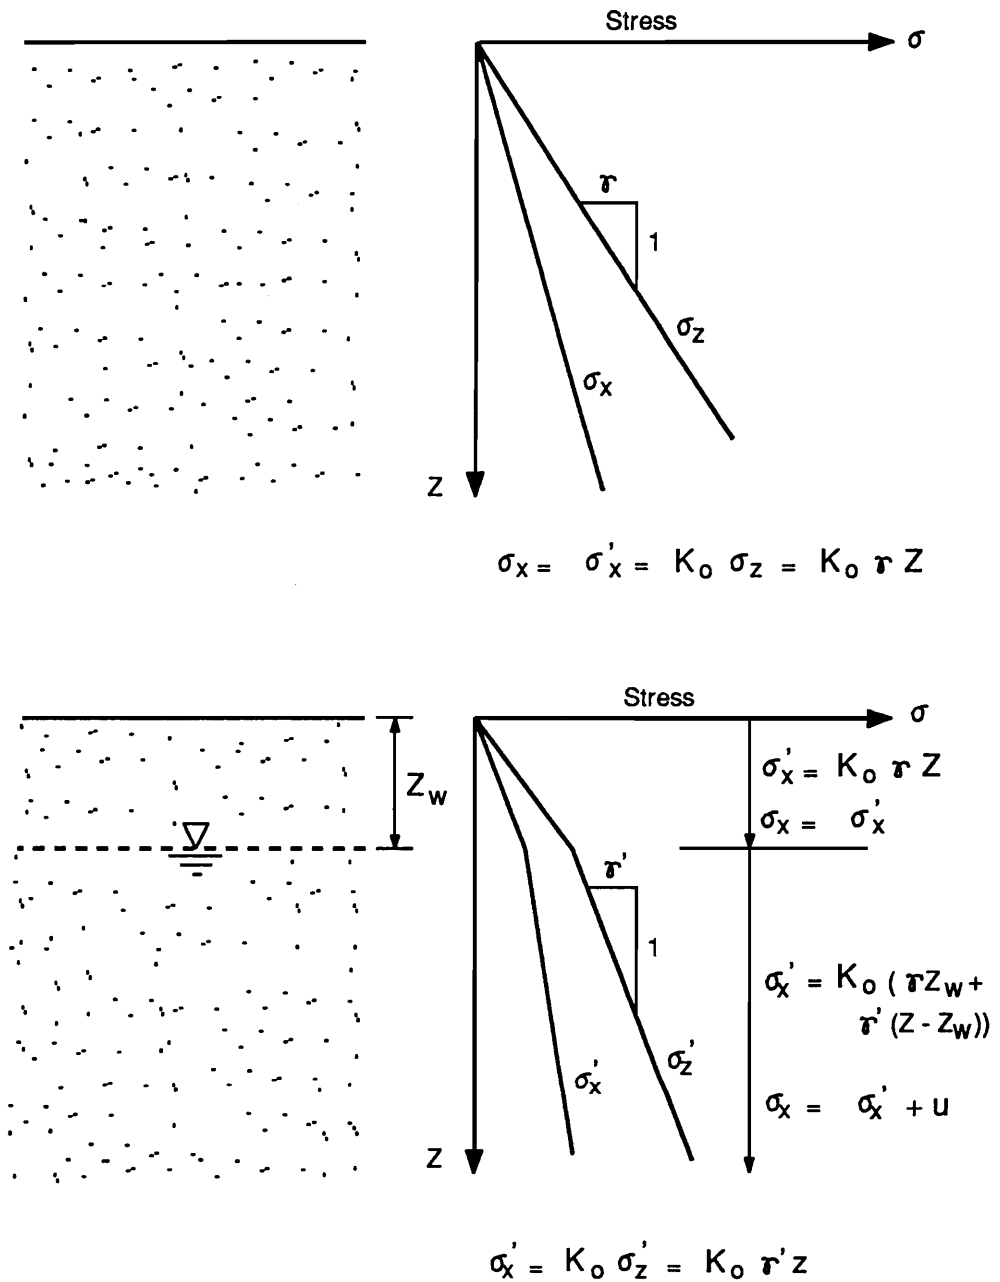 Stress
σ
γ
1
σz
σx
Z
σx = σ'x = Ko σz = Ko γ Z
Stress
σ
σ'x = Ko γ Z
Zw
σx = σ'x
γ'
1
σ'x = Ko ( γZw +
γ' (Z - Zw))
σ'z
σ'x
σx = σ'x + u
Z
σ'x = Ko σ'z = Ko γ' z